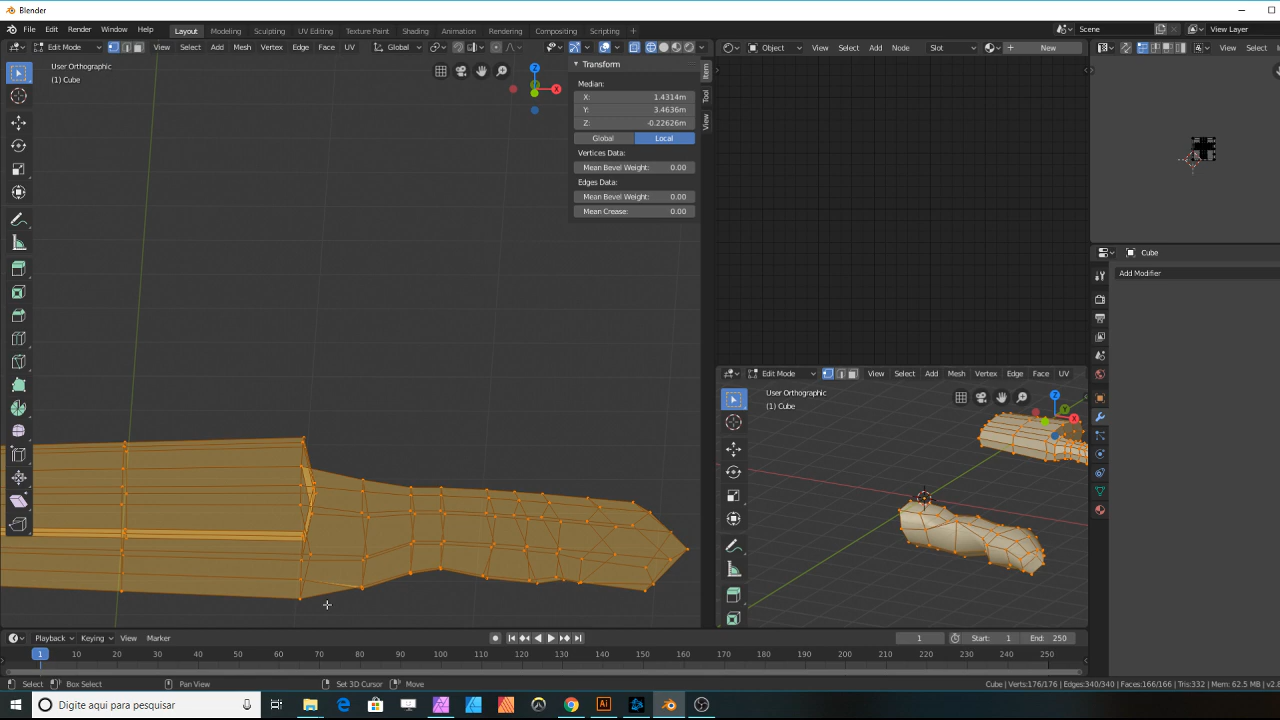 Blender
File Edit Render Window Help Layout Modeling Sculpting UV Editing Texture Paint Shading Animation Rendering Compositing Scripting Scene View Layer
Edit Mode View Select Add Mesh Vertex Edge Face UV Global Object View Select Add Node Slot New View Select
User Orthographic
(1) Cube
Z
X
Transform
Median:
X: 1.4314m
Y: 3.4636m
Z: -0.22626m
Global Local
Vertices Data:
Mean Bevel Weight: 0.00
Edges Data:
Mean Bevel Weight: 0.00
Mean Crease: 0.00
Item
Tool
View
Cube
Add Modifier
Edit Mode View Select Add Mesh Vertex Edge Face UV
User Orthographic
(1) Cube
Z
Y
X
Playback Keying View Marker 1 Start: 1 End: 250
1 10 20 30 40 50 60 70 80 90 100 110 120 130 140 150 160 170 180 190 200 210 220 230 240 250
Select Box Select Pan View Set 3D Cursor Move Cube | Verts:176/176 | Edges:340/340 | Faces:166/166 | Tris:332 | Mem: 62.5 MB | v2.8
Digite aqui para pesquisar